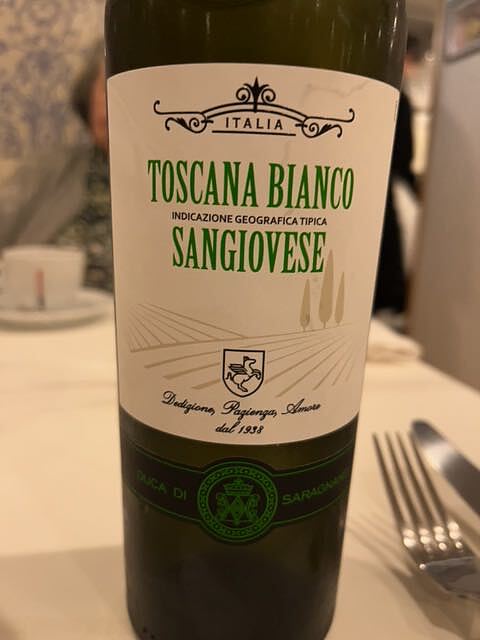 ITALIA
TOSCANA BIANCO
INDICAZIONE GEOGRAFICA TIPICA
SANGIOVESE
Dedizione, Pazienza, Amore
dal 1938
DUCA DI SARAGNANO